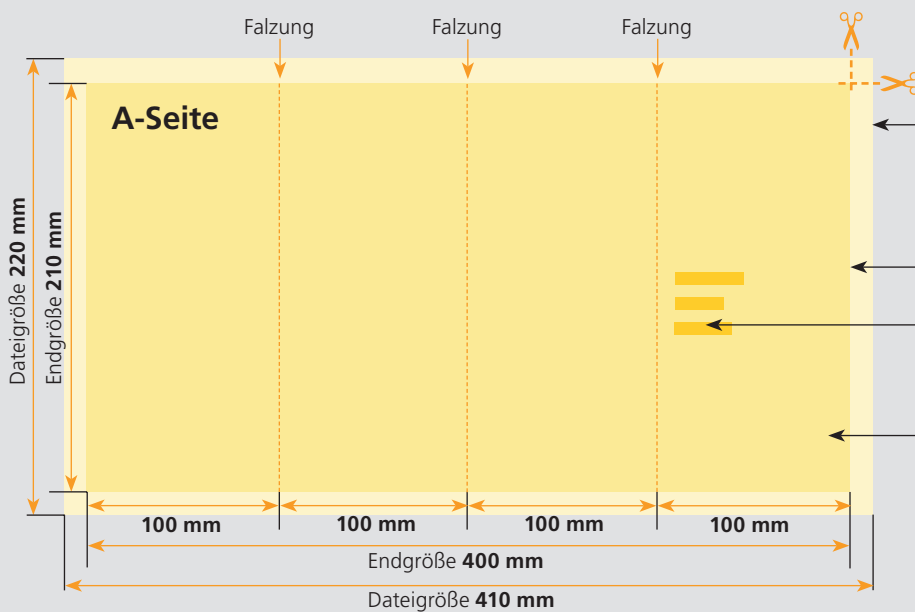 Falzung Falzung Falzung
A-Seite
Dateigröße 220 mm
Endgröße 210 mm
100 mm 100 mm 100 mm 100 mm
Endgröße 400 mm
Dateigröße 410 mm